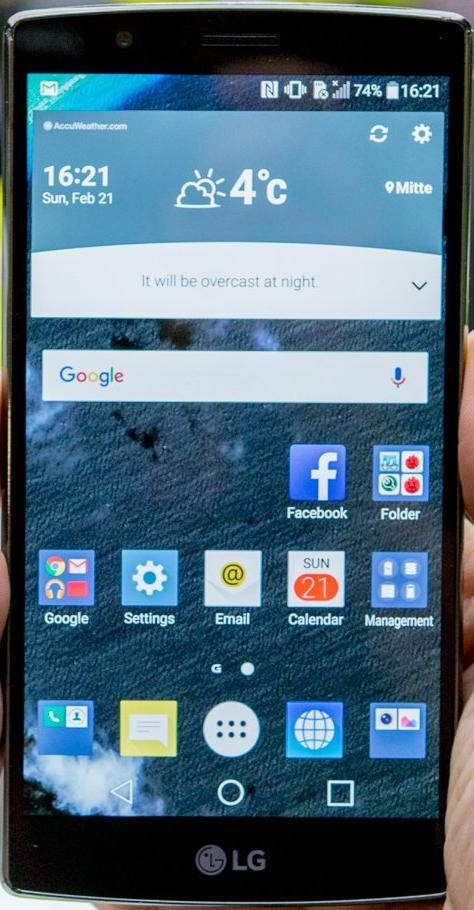 74% 16:21
AccuWeather.com
16:21
Sun, Feb 21
4°c
Mitte
It will be overcast at night.
Google
Facebook Folder
@ SUN
21
Google Settings Email Calendar Management
G
LG